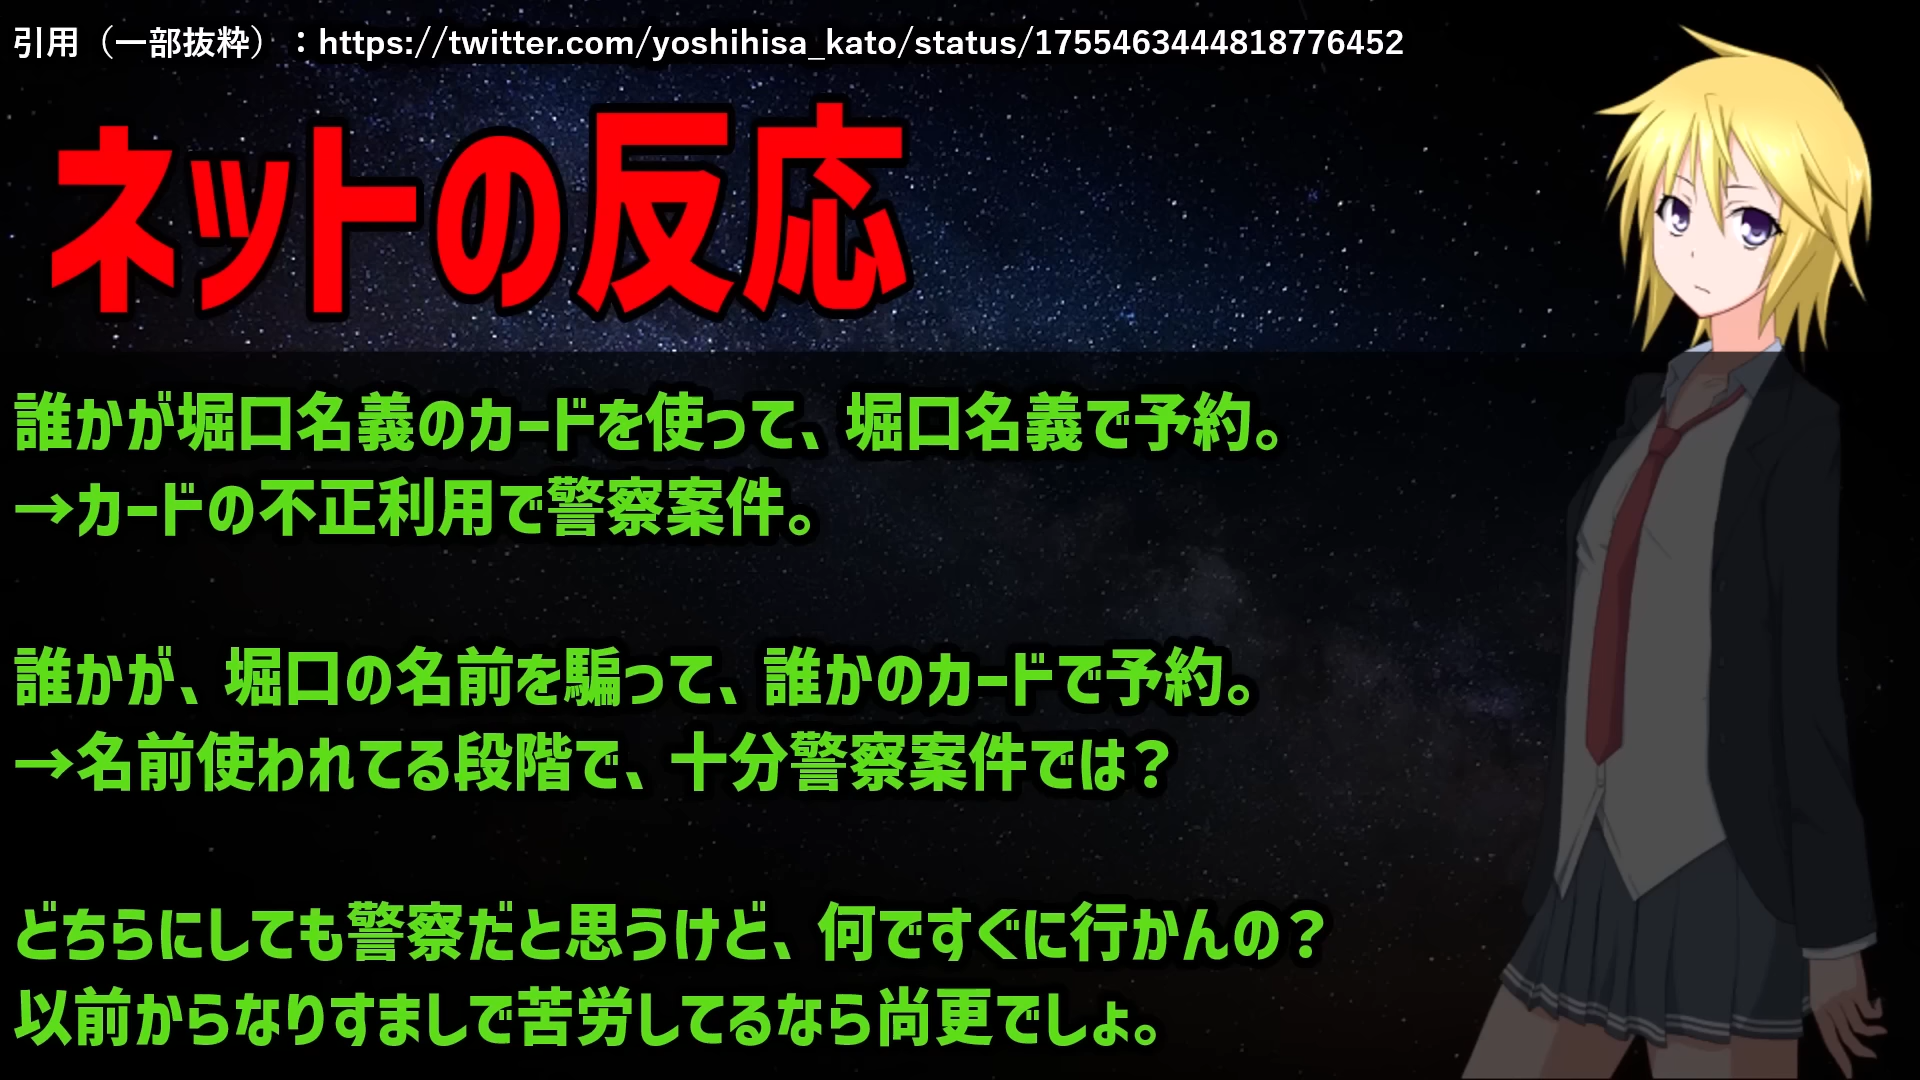 引用（一部抜粋）：https://twitter.com/yoshihisa_kato/status/1755463444818776452
ネットの反応
誰かが堀口名義のカードを使って、堀口名義で予約。
→カードの不正利用で警察案件。
誰かが、堀口の名前を騙って、誰かのカードで予約。
→名前使われてる段階で、十分警察案件では？
どちらにしても警察だと思うけど、何ですぐに行かんの？
以前からなりすましで苦労してるなら尚更でしょ。